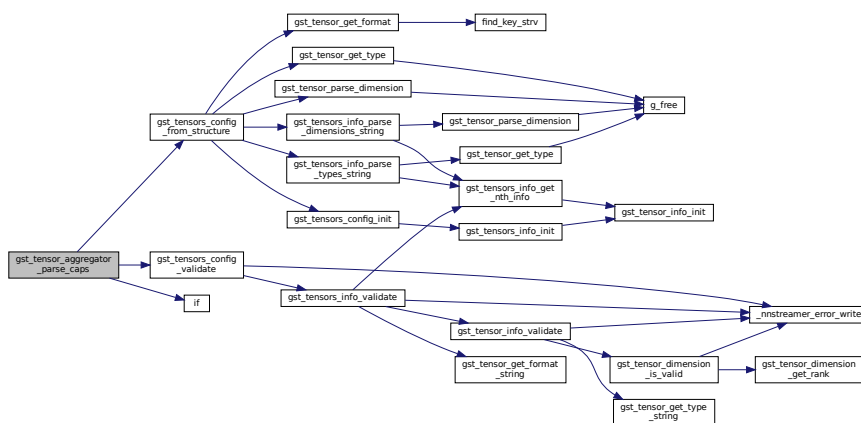 gst_tensor_get_format
find_key_strv
gst_tensor_get_type
gst_tensor_parse_dimension
g_free
gst_tensors_config
_from_structure
gst_tensors_info_parse
_dimensions_string
gst_tensor_parse_dimension
gst_tensors_info_parse
_types_string
gst_tensor_get_type
gst_tensors_info_get
_nth_info
gst_tensors_config_init
gst_tensors_info_init
gst_tensor_info_init
gst_tensor_aggregator
_parse_caps
gst_tensors_config
_validate
if
gst_tensors_info_validate
_nnstreamer_error_write
gst_tensor_info_validate
gst_tensor_get_format
_string
gst_tensor_dimension
_is_valid
gst_tensor_dimension
_get_rank
gst_tensor_get_type
_string